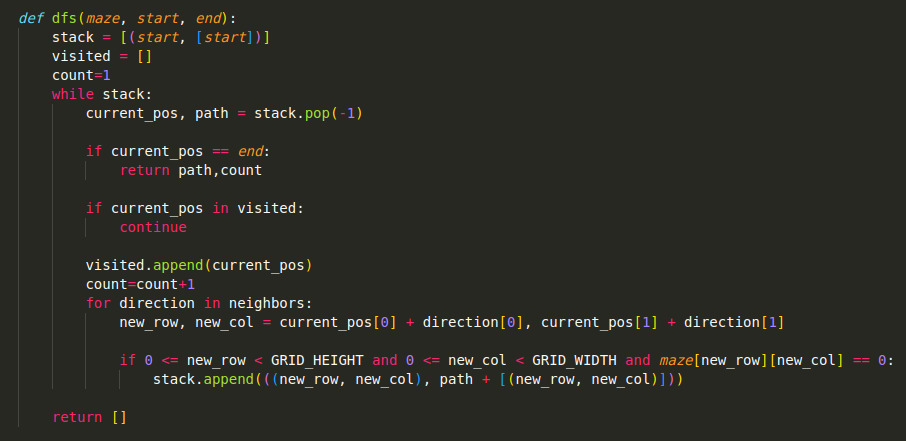 def dfs(maze, start, end):
    stack = [(start, [start])]
    visited = []
    count=1
    while stack:
        current_pos, path = stack.pop(-1)

        if current_pos == end:
            return path,count

        if current_pos in visited:
            continue

        visited.append(current_pos)
        count=count+1
        for direction in neighbors:
            new_row, new_col = current_pos[0] + direction[0], current_pos[1] + direction[1]

            if 0 <= new_row < GRID_HEIGHT and 0 <= new_col < GRID_WIDTH and maze[new_row][new_col] == 0:
                stack.append(((new_row, new_col), path + [(new_row, new_col)]))

    return []